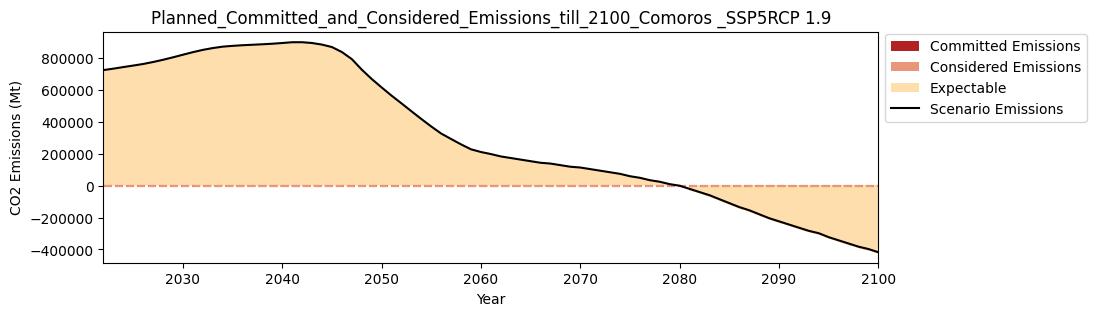 Planned_Committed_and_Considered_Emissions_till_2100_Comoros _SSP5RCP 1.9
CO2 Emissions (Mt)
800000
600000
400000
200000
0
−200000
−400000
2030
2040
2050
2060
2070
2080
2090
2100
Year
Committed Emissions
Considered Emissions
Expectable
Scenario Emissions